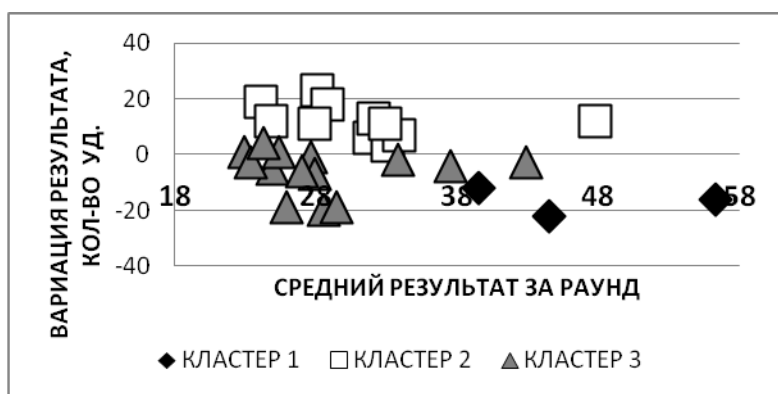 ВАРИАЦИЯ РЕЗУЛЬТАТА,
КОЛ-ВО УД.
40
20
0
-20
-40
18
28
38
48
58
СРЕДНИЙ РЕЗУЛЬТАТ ЗА РАУНД
КЛАСТЕР 1
КЛАСТЕР 2
КЛАСТЕР 3